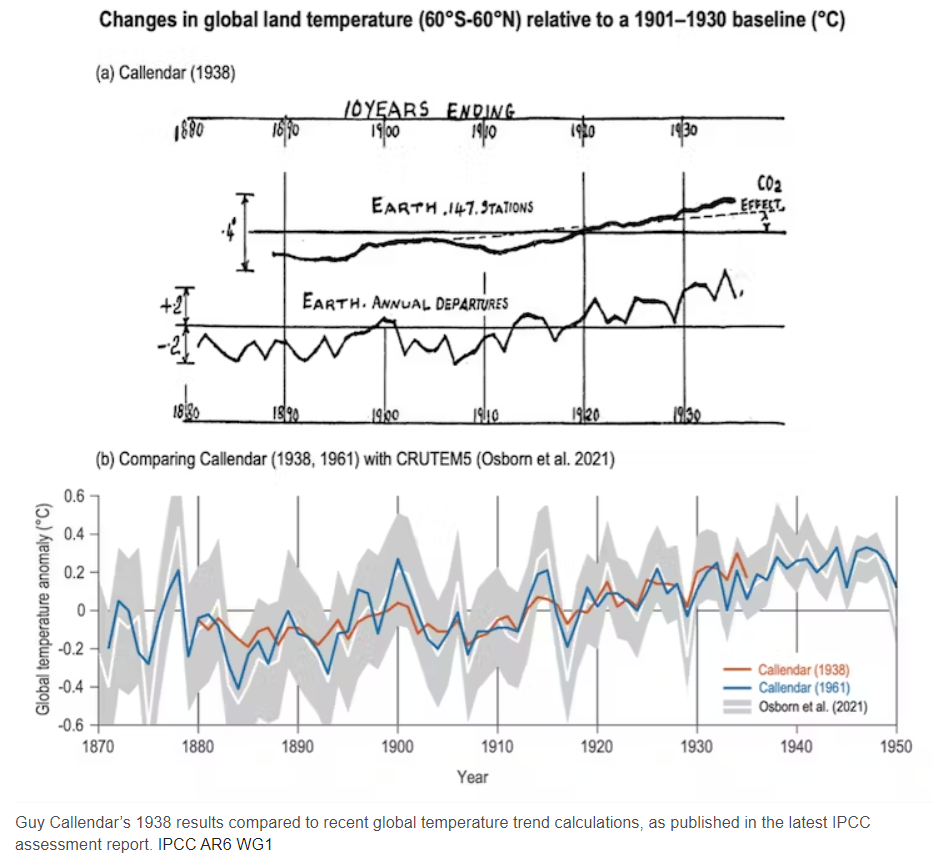 Changes in global land temperature (60°S-60°N) relative to a 1901–1930 baseline (°C)
(a) Callendar (1938)
10 YEARS ENDING
1880 1890 1900 1910 1920 1930
CO2
EFFECT.
EARTH. 147. STATIONS
.4°
+.2
EARTH. ANNUAL DEPARTURES
-.2
1880 1890 1900 1910 1920 1930
(b) Comparing Callendar (1938, 1961) with CRUTEM5 (Osborn et al. 2021)
Global temperature anomaly (°C)
0.6
0.4
0.2
0
-0.2
-0.4
-0.6
Callendar (1938)
Callendar (1961)
Osborn et al. (2021)
1870 1880 1890 1900 1910 1920 1930 1940 1950
Year
Guy Callendar’s 1938 results compared to recent global temperature trend calculations, as published in the latest IPCC
assessment report. IPCC AR6 WG1